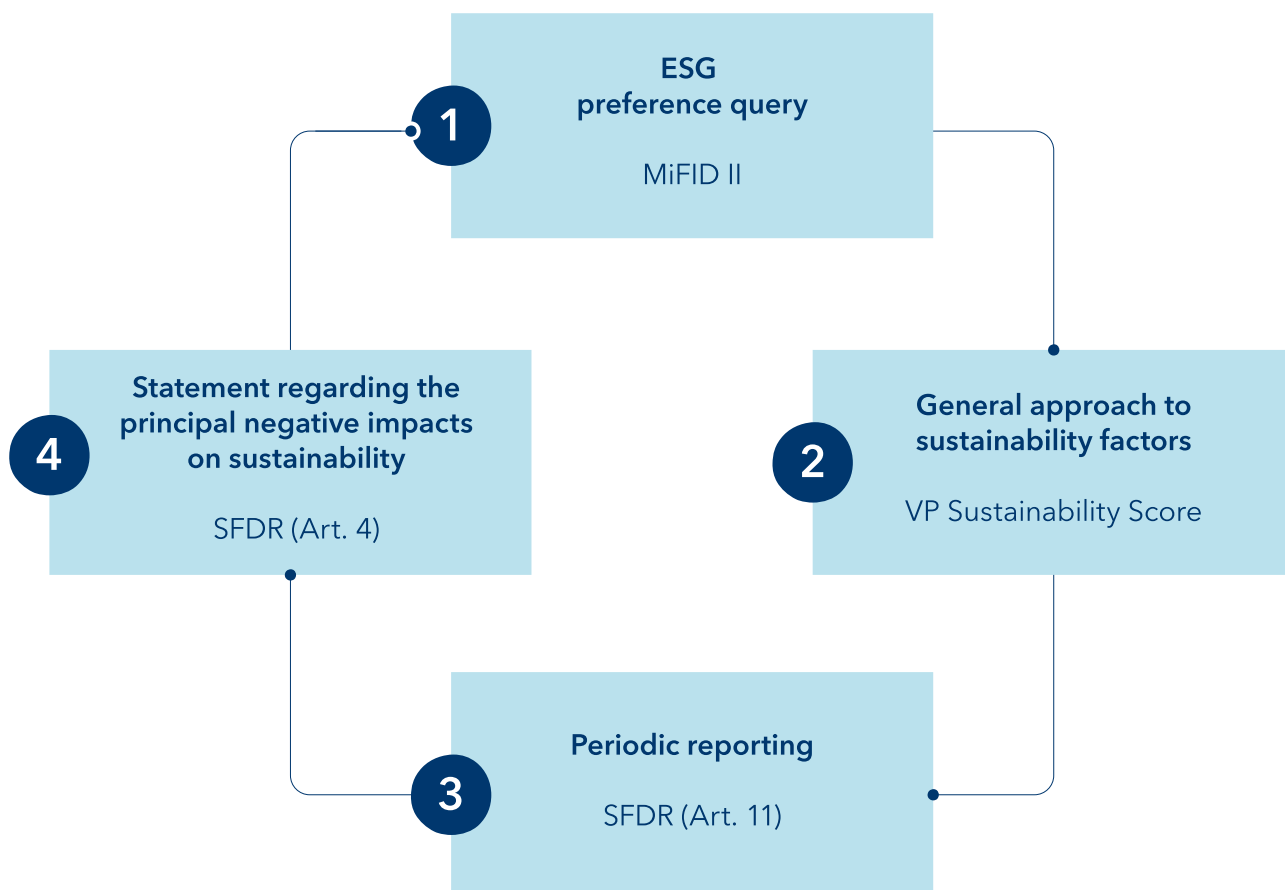 1
ESG
preference query
MiFID II
2
General approach to
sustainability factors
VP Sustainability Score
3
Periodic reporting
SFDR (Art. 11)
4
Statement regarding the
principal negative impacts
on sustainability
SFDR (Art. 4)